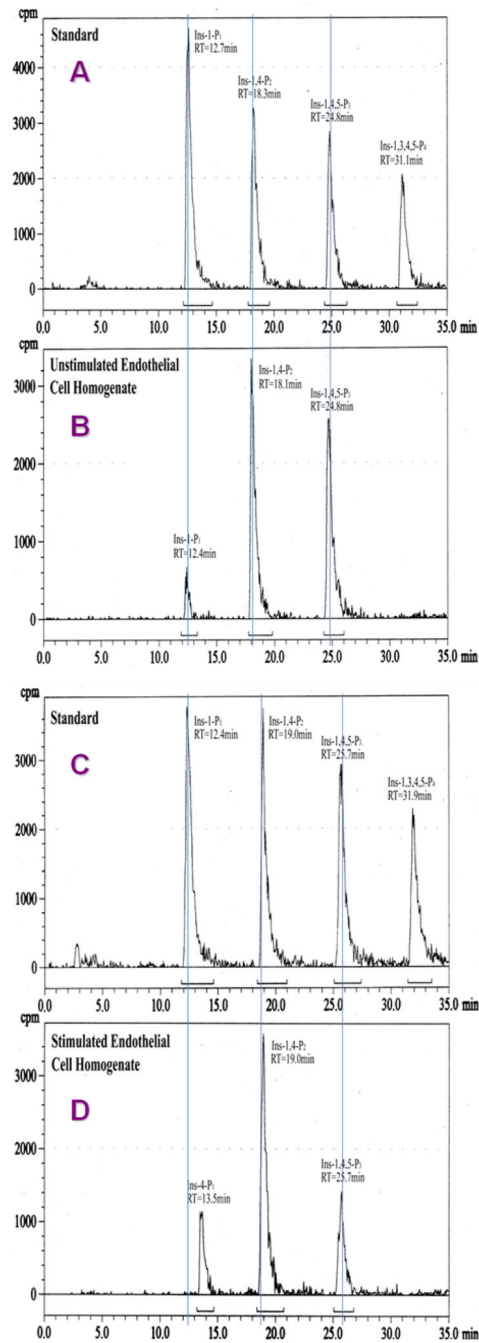 cpm
Standard
A
Ins-1-P1
RT=12.7min
Ins-1,4-P2
RT=18.3min
Ins-1,4,5-P3
RT=24.8min
Ins-1,3,4,5-P4
RT=31.1min
4000
3000
2000
1000
0
0.0 5.0 10.0 15.0 20.0 25.0 30.0 35.0 min
cpm
Unstimulated Endothelial
Cell Homogenate
B
Ins-1,4-P2
RT=18.1min
Ins-1,4,5-P3
RT=24.8min
Ins-1-P1
RT=12.4min
3000
2000
1000
0
0.0 5.0 10.0 15.0 20.0 25.0 30.0 35.0 min
cpm
Standard
C
Ins-1-P1
RT=12.4min
Ins-1,4-P2
RT=19.0min
Ins-1,4,5-P3
RT=25.7min
Ins-1,3,4,5-P4
RT=31.9min
3000
2000
1000
0
0.0 5.0 10.0 15.0 20.0 25.0 30.0 35.0 min
cpm
Stimulated Endothelial
Cell Homogenate
D
Ins-1,4-P2
RT=19.0min
Ins-4-P1
RT=13.5min
Ins-1,4,5-P3
RT=25.7min
3000
2000
1000
0
0.0 5.0 10.0 15.0 20.0 25.0 30.0 35.0 min